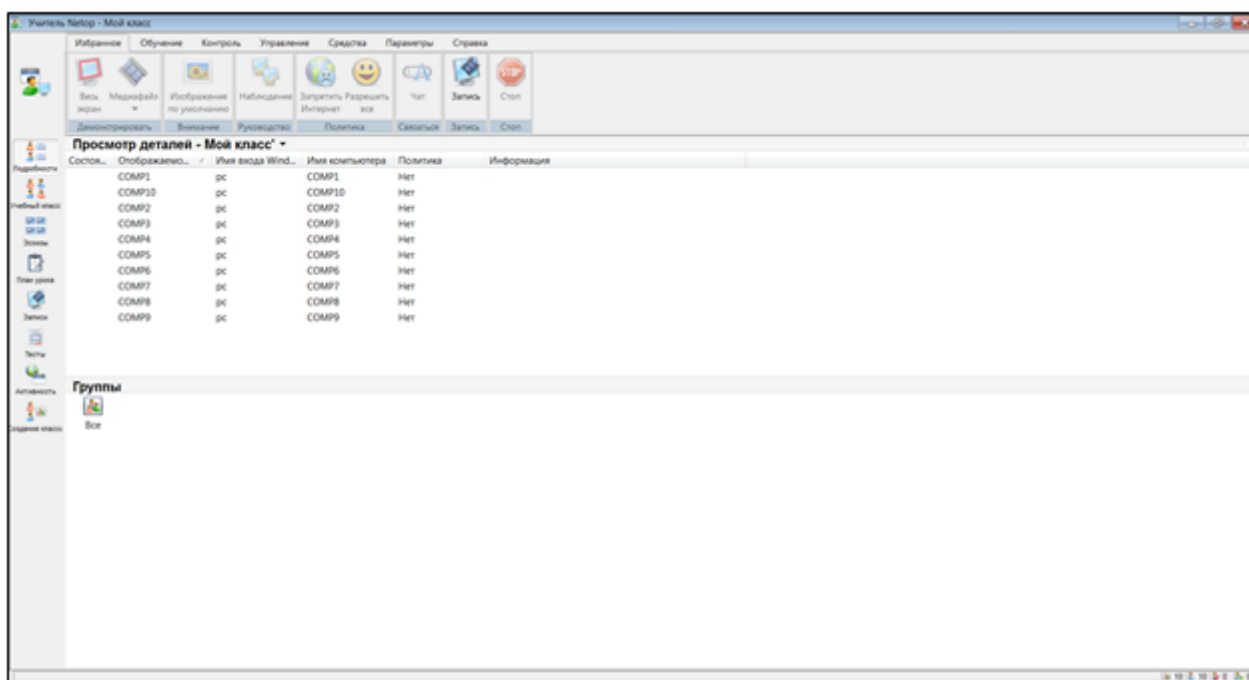 Учитель Netop - Мой класс
Избранное Обучение Контроль Управление Средства Параметры Справка
Весь экран Медиафайл Изображение по умолчанию Наблюдение Запретить Интернет Разрешить все Чат Запись Стоп
Демонстрировать Внимание Руководство Политика Связаться Запись Стоп
Просмотр деталей - Мой класс*
Состоя... Отображаемо... Имя входа Wind... Имя компьютера Политика Информация
COMP1 pc COMP1 Нет
COMP10 pc COMP10 Нет
COMP2 pc COMP2 Нет
COMP3 pc COMP3 Нет
COMP4 pc COMP4 Нет
COMP5 pc COMP5 Нет
COMP6 pc COMP6 Нет
COMP7 pc COMP7 Нет
COMP8 pc COMP8 Нет
COMP9 pc COMP9 Нет
Подробности
Учебный класс
Эскизы
План урока
Записи
Тесты
Активность
Создание класса
Группы
Все
10 10 0